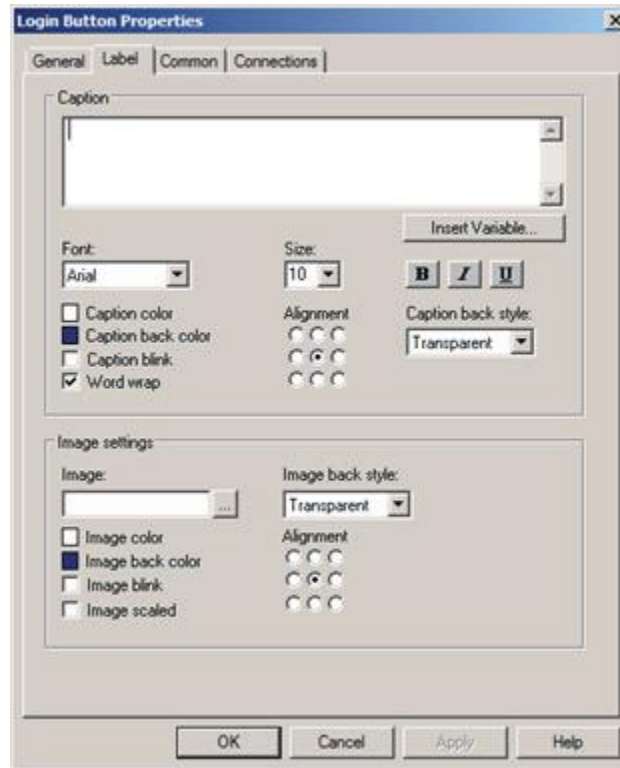 Login Button Properties
General Label Common Connections
Caption
Insert Variable...
Font: Size:
Arial 10 B I U
Caption color Alignment Caption back style:
Caption back color Transparent
Caption blink
Word wrap
Image settings
Image: Image back style:
... Transparent
Image color Alignment
Image back color
Image blink
Image scaled
OK Cancel Apply Help